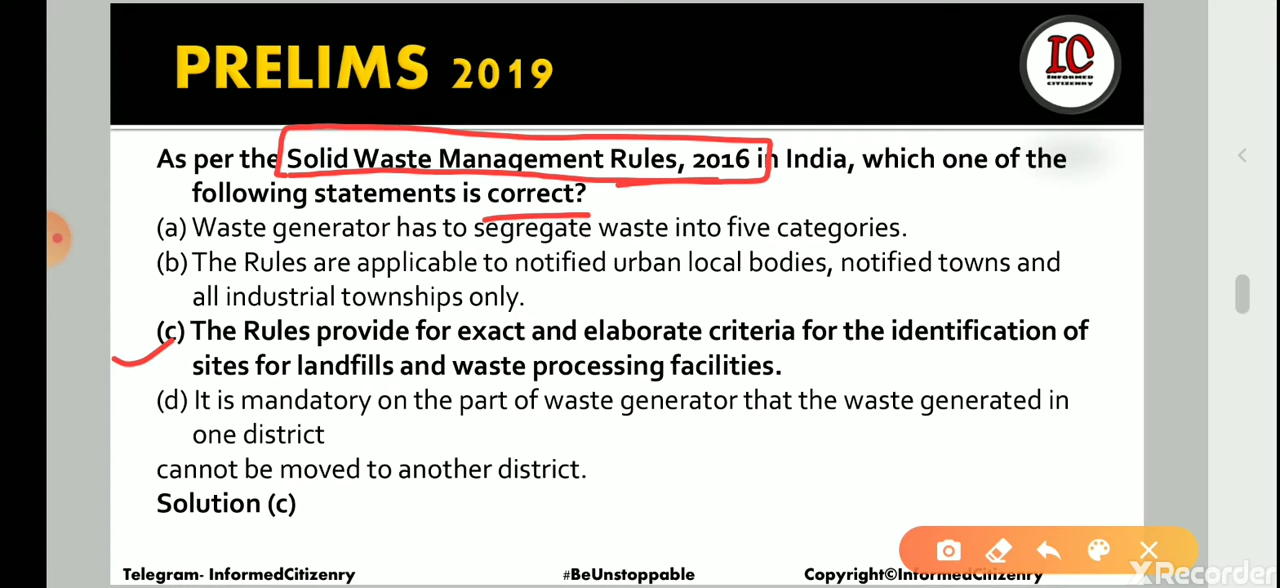 PRELIMS 2019
IC
INFORMED
CITIZENRY
As per the Solid Waste Management Rules, 2016 in India, which one of the
following statements is correct?
(a) Waste generator has to segregate waste into five categories.
(b) The Rules are applicable to notified urban local bodies, notified towns and
all industrial townships only.
(c) The Rules provide for exact and elaborate criteria for the identification of
sites for landfills and waste processing facilities.
(d) It is mandatory on the part of waste generator that the waste generated in
one district
cannot be moved to another district.
Solution (c)
Telegram- InformedCitizenry #BeUnstoppable Copyright©InformedCitizenry
XRecorder